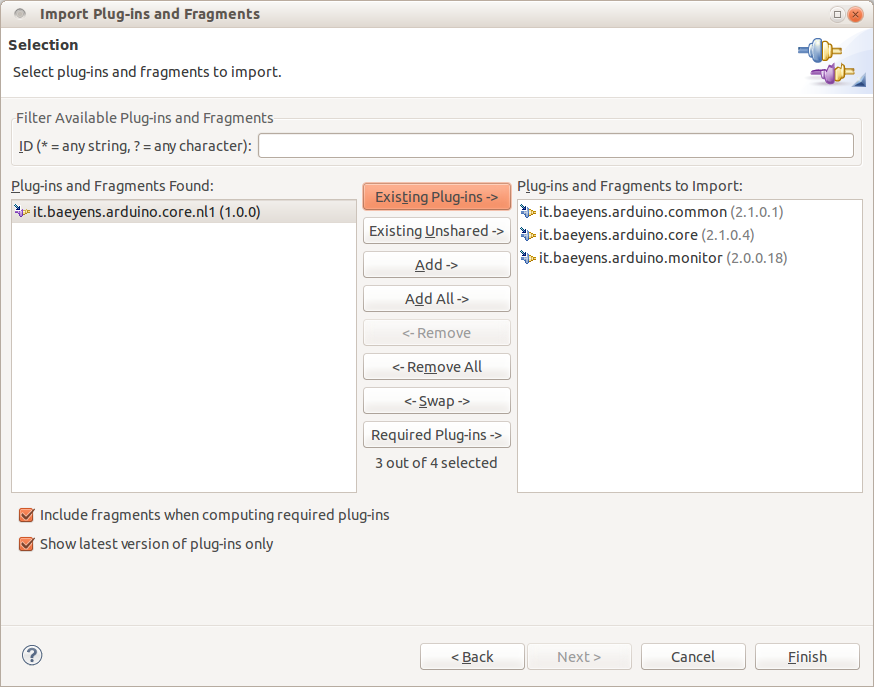 Import Plug-ins and Fragments
Selection
Select plug-ins and fragments to import.
Filter Available Plug-ins and Fragments
ID (* = any string, ? = any character):
Plug-ins and Fragments Found:
it.baeyens.arduino.core.nl1 (1.0.0)
Existing Plug-ins ->
Existing Unshared ->
Add ->
Add All ->
<- Remove
<- Remove All
<- Swap ->
Required Plug-ins ->
3 out of 4 selected
Plug-ins and Fragments to Import:
it.baeyens.arduino.common (2.1.0.1)
it.baeyens.arduino.core (2.1.0.4)
it.baeyens.arduino.monitor (2.0.0.18)
Include fragments when computing required plug-ins
Show latest version of plug-ins only
?
< Back
Next >
Cancel
Finish